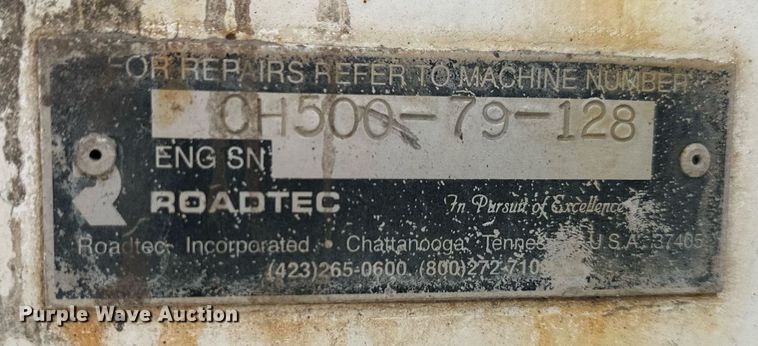 FOR REPAIRS REFER TO MACHINE NUMBER
CH500-79-128
ENG SN
ROADTEC In Pursuit of Excellence
Roadtec Incorporated • Chattanooga, Tennessee U.S.A. 37405
(423)265-0600 (800)272-710
Purple Wave Auction